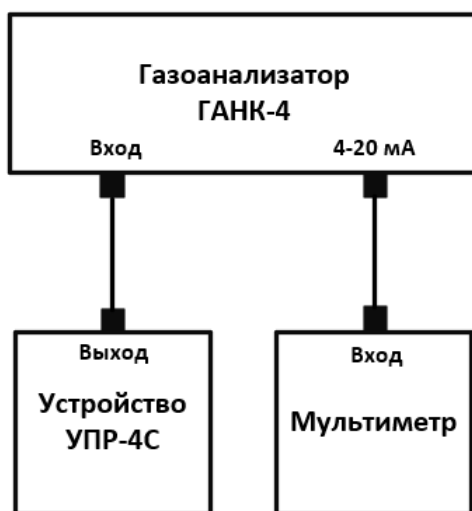 Газоанализатор
ГАНК-4
Вход
4-20 мА
Выход
Устройство
УПР-4С
Вход
Мультиметр